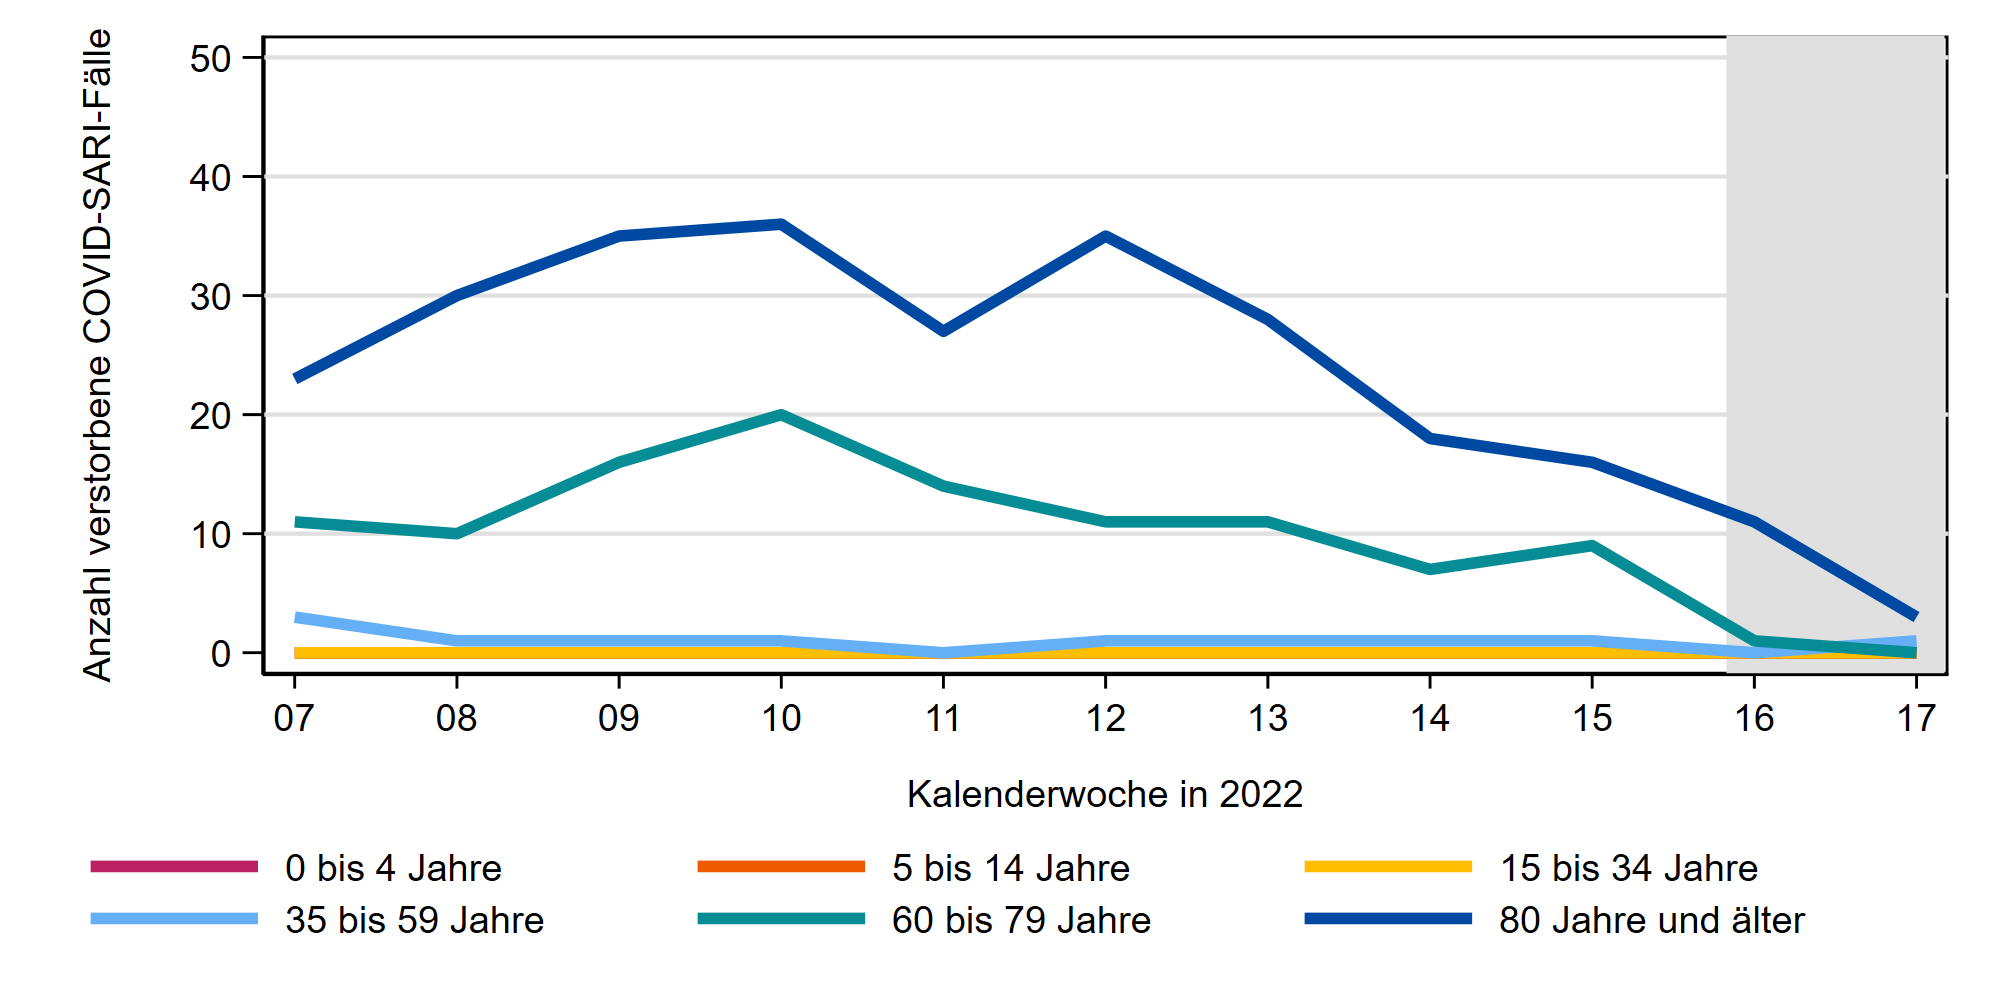 Anzahl verstorbene COVID-SARI-Fälle
50
40
30
20
10
0
07 08 09 10 11 12 13 14 15 16 17
Kalenderwoche in 2022
0 bis 4 Jahre 5 bis 14 Jahre 15 bis 34 Jahre
35 bis 59 Jahre 60 bis 79 Jahre 80 Jahre und älter